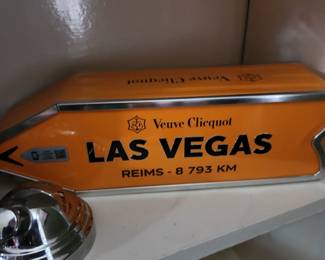 Veuve Clicquot
Veuve Clicquot
LAS VEGAS
REIMS - 8 793 KM